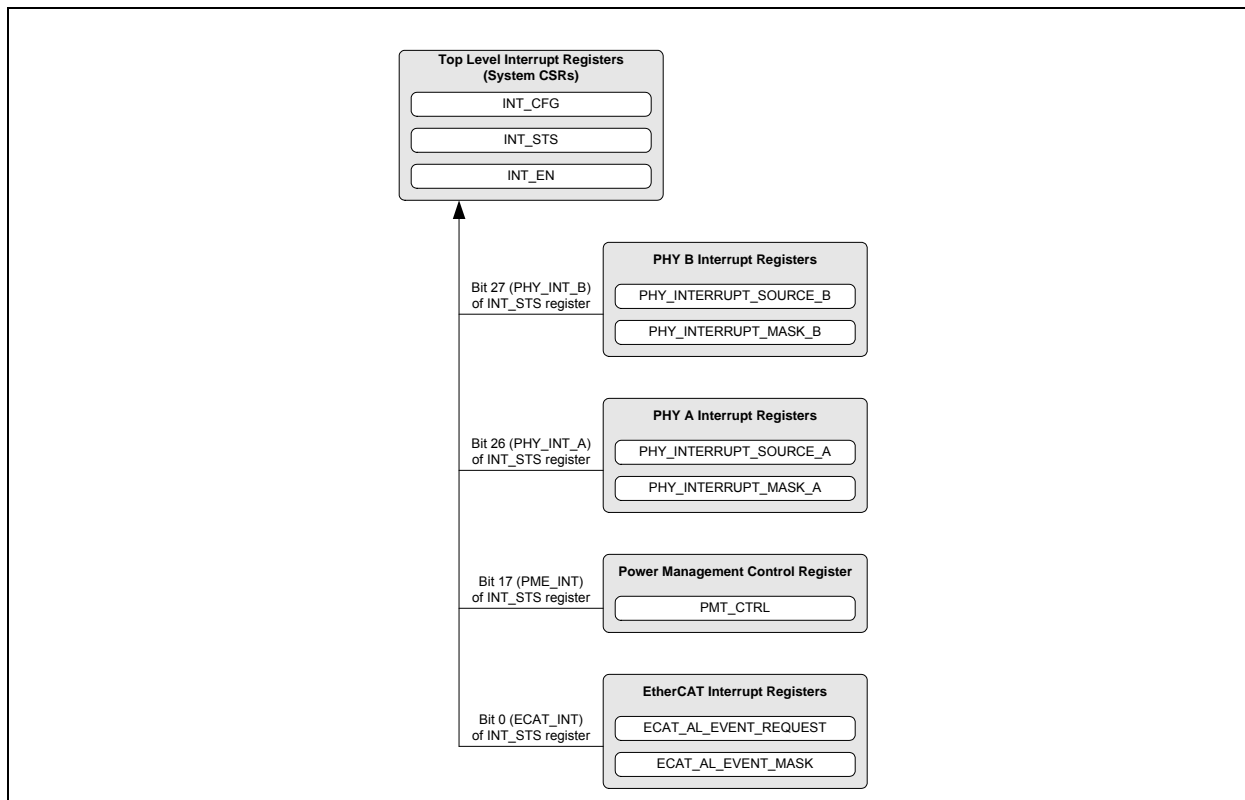 Top Level Interrupt Registers
(System CSRs)
INT_CFG
INT_STS
INT_EN
Bit 27 (PHY_INT_B)
of INT_STS register
PHY B Interrupt Registers
PHY_INTERRUPT_SOURCE_B
PHY_INTERRUPT_MASK_B
Bit 26 (PHY_INT_A)
of INT_STS register
PHY A Interrupt Registers
PHY_INTERRUPT_SOURCE_A
PHY_INTERRUPT_MASK_A
Bit 17 (PME_INT)
of INT_STS register
Power Management Control Register
PMT_CTRL
Bit 0 (ECAT_INT)
of INT_STS register
EtherCAT Interrupt Registers
ECAT_AL_EVENT_REQUEST
ECAT_AL_EVENT_MASK